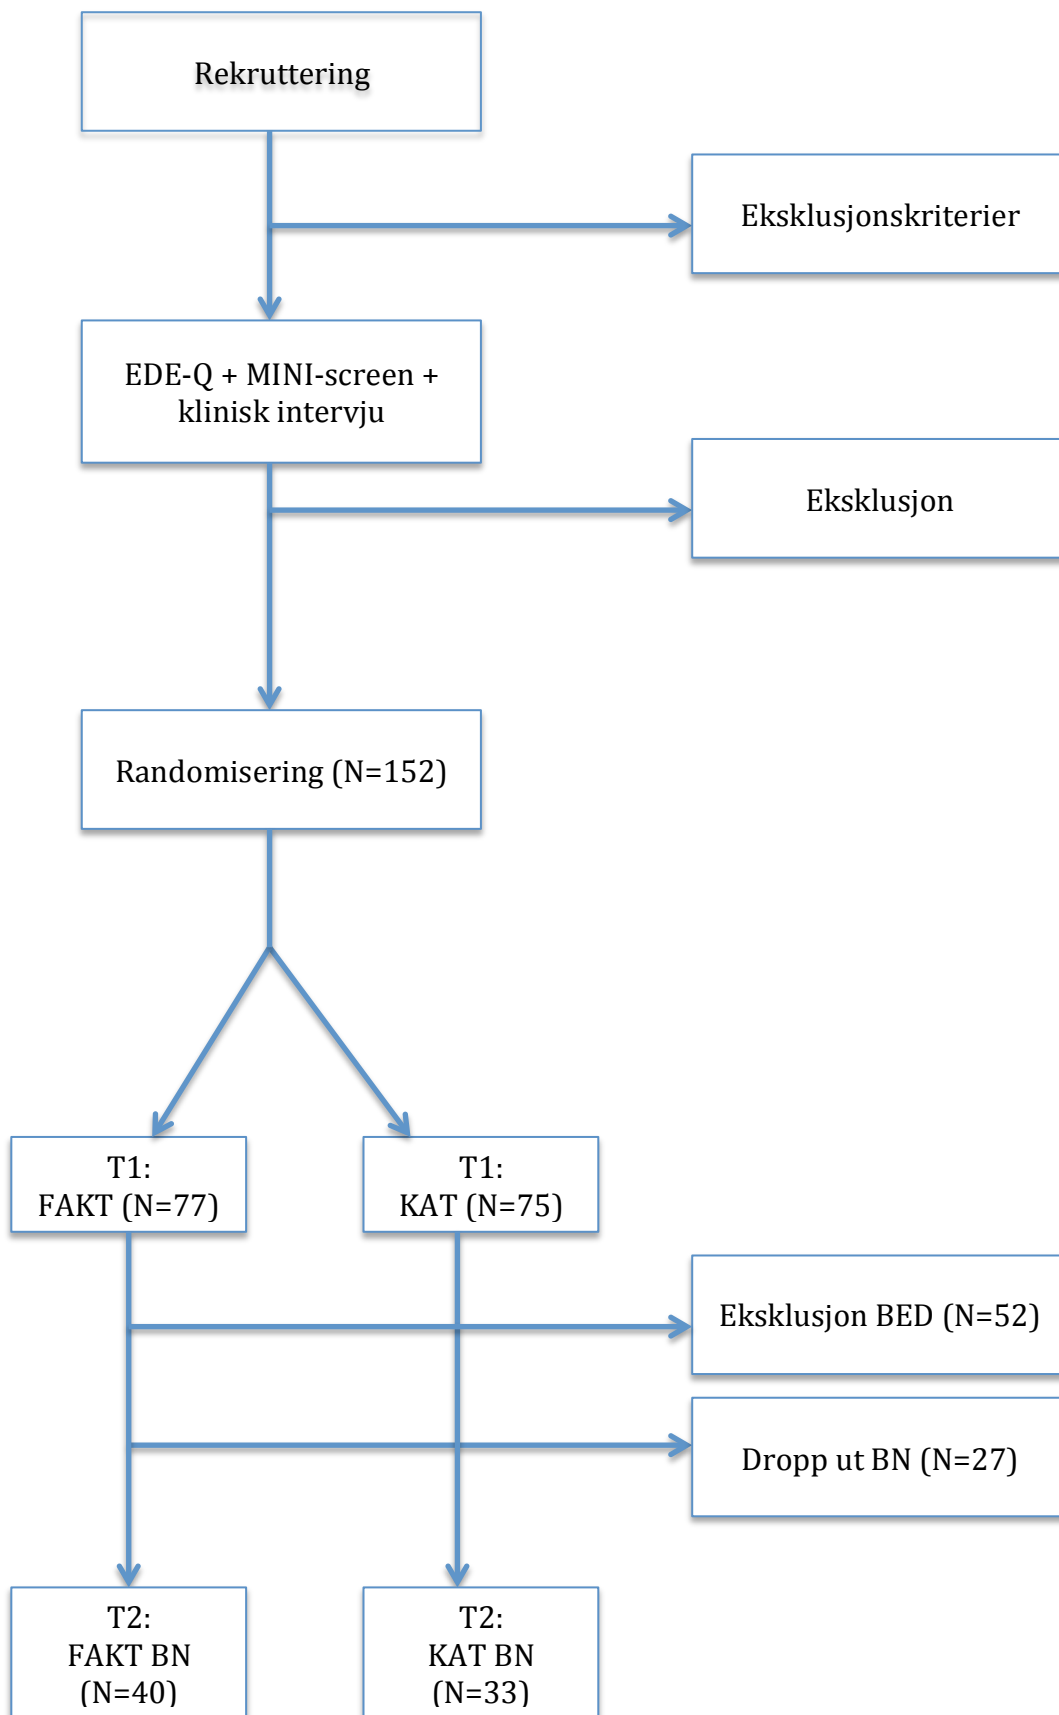 Rekruttering
Eksklusjonskriterier
EDE-Q + MINI-screen +
klinisk intervju
Eksklusjon
Randomisering (N=152)
T1:
FAKT (N=77)
T1:
KAT (N=75)
Eksklusjon BED (N=52)
Dropp ut BN (N=27)
T2:
FAKT BN
(N=40)
T2:
KAT BN
(N=33)